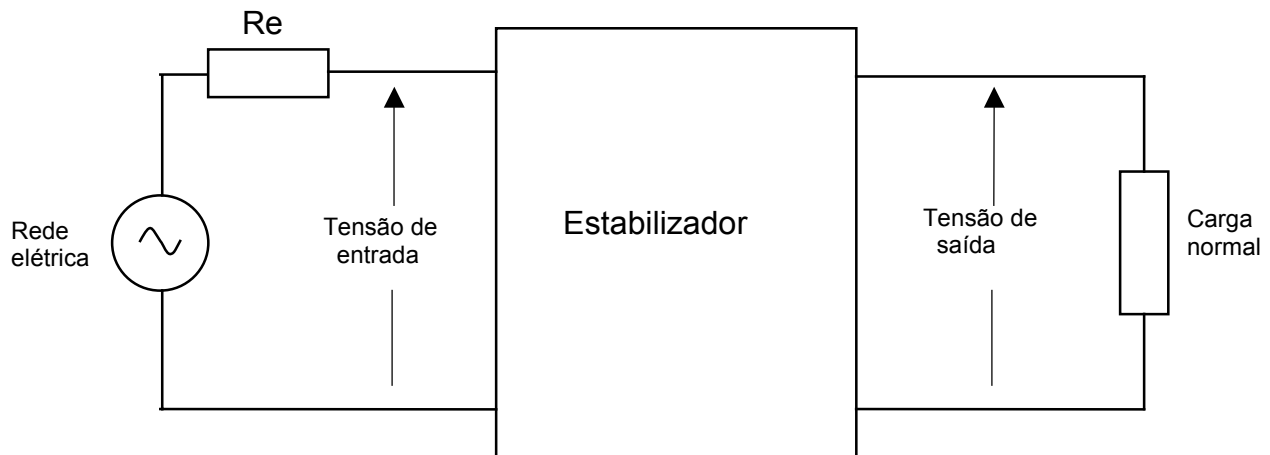 Re
Rede
elétrica
Tensão de
entrada
Estabilizador
Tensão de
saída
Carga
normal